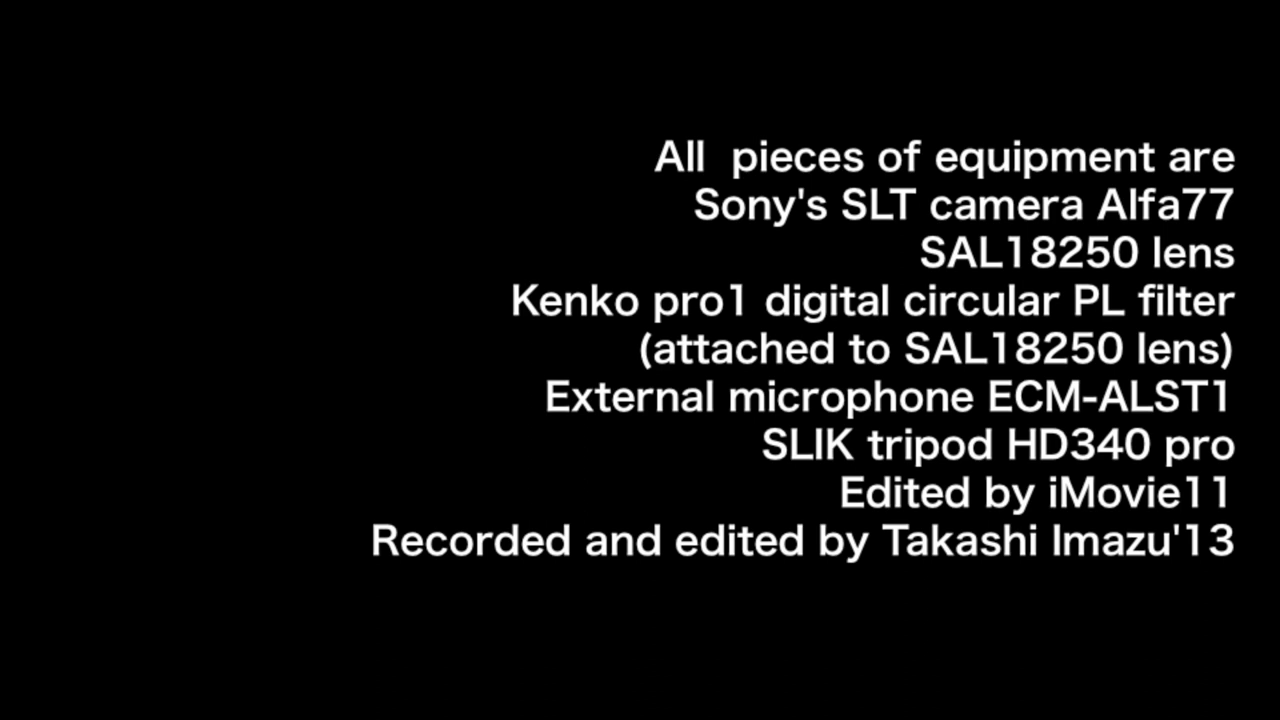 All  pieces of equipment are
Sony's SLT camera Alfa77
SAL18250 lens
Kenko pro1 digital circular PL filter
(attached to SAL18250 lens)
External microphone ECM-ALST1
SLIK tripod HD340 pro
Edited by iMovie11
Recorded and edited by Takashi Imazu'13